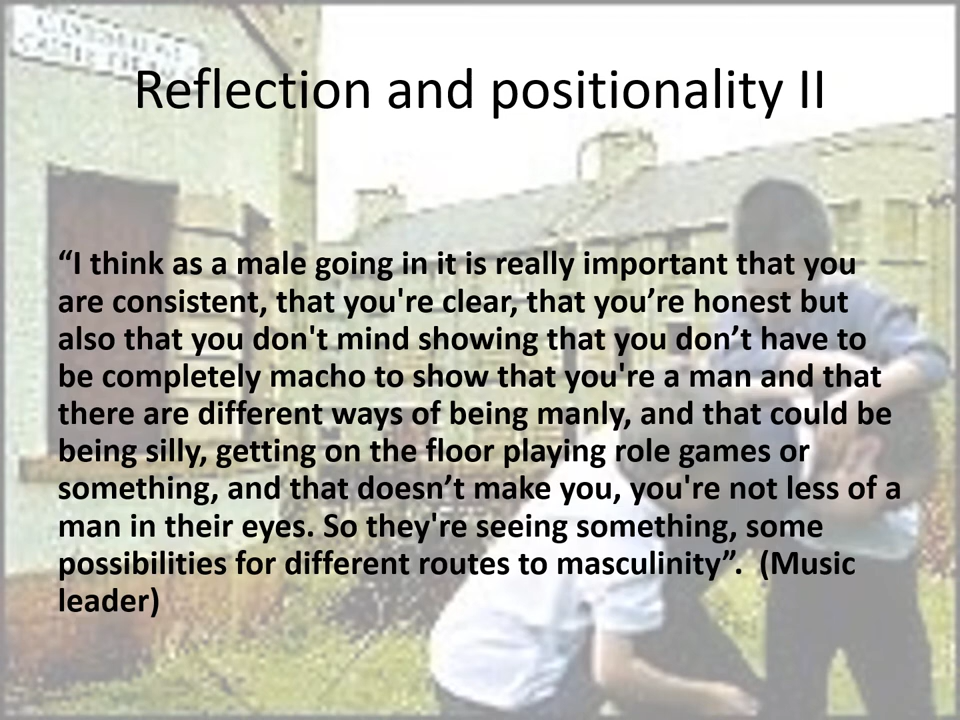 Reflection and positionality II
“I think as a male going in it is really important that you
are consistent, that you're clear, that you’re honest but
also that you don't mind showing that you don’t have to
be completely macho to show that you're a man and that
there are different ways of being manly, and that could be
being silly, getting on the floor playing role games or
something, and that doesn’t make you, you're not less of a
man in their eyes. So they're seeing something, some
possibilities for different routes to masculinity”.  (Music
leader)